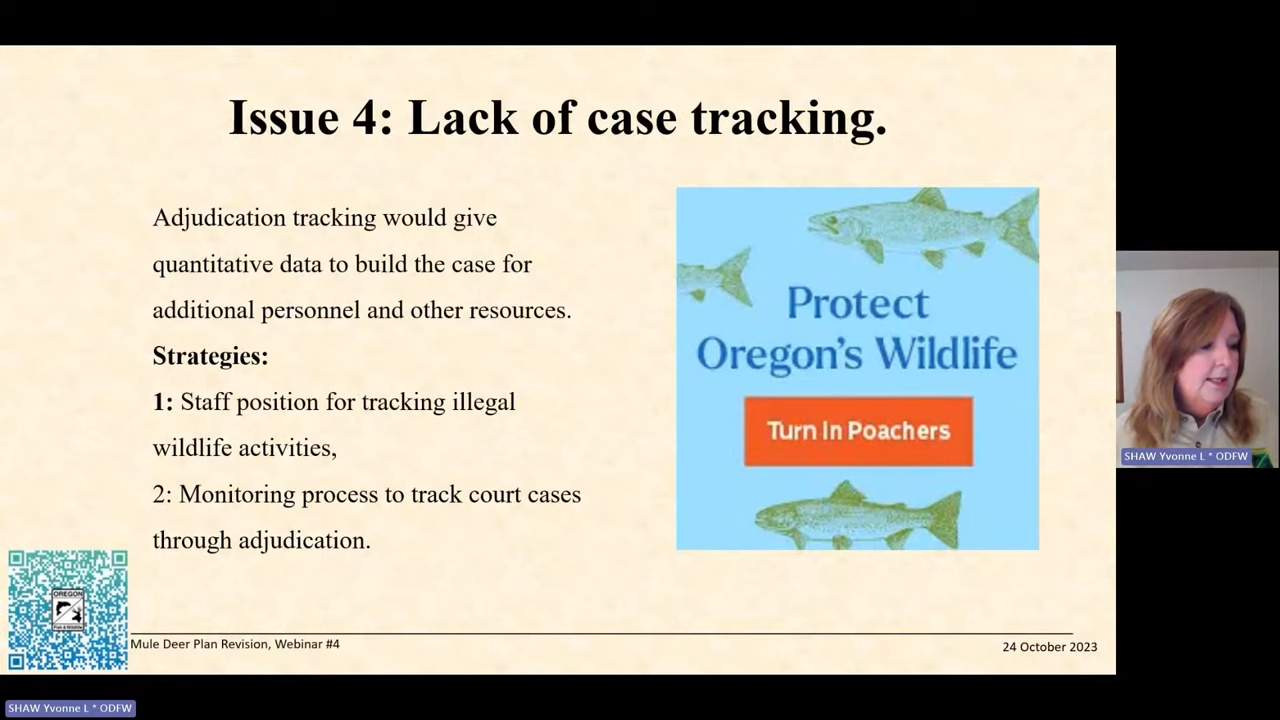 Issue 4: Lack of case tracking.
Adjudication tracking would give
quantitative data to build the case for
additional personnel and other resources.
Strategies:
1: Staff position for tracking illegal
wildlife activities,
2: Monitoring process to track court cases
through adjudication.
Protect
Oregon's Wildlife
Turn In Poachers
SHAW Yvonne L * ODFW
OREGON
Fish & Wildlife
Mule Deer Plan Revision, Webinar #4
24 October 2023
SHAW Yvonne L * ODFW